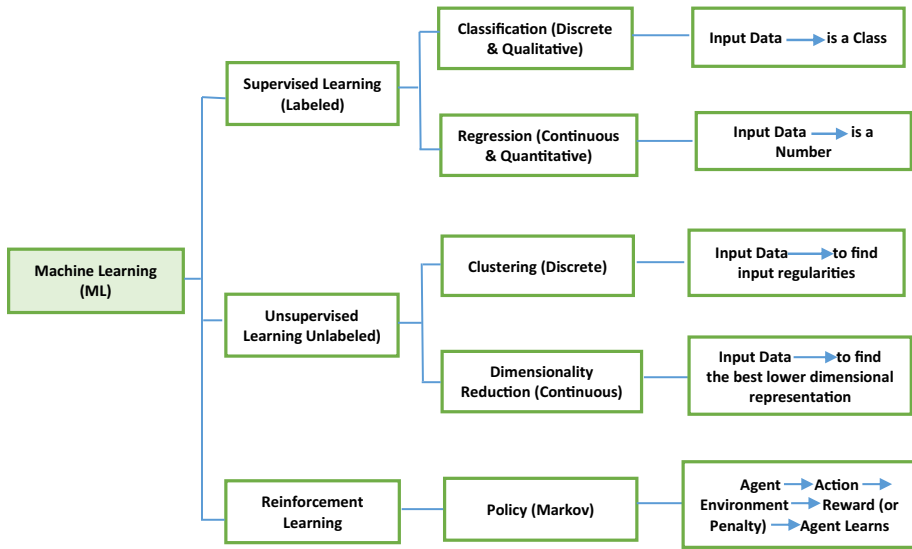 Machine Learning
(ML)
Supervised Learning
(Labeled)
Classification (Discrete
& Qualitative)
Input Data → is a Class
Regression (Continuous
& Quantitative)
Input Data → is a
Number
Unsupervised
Learning Unlabeled)
Clustering (Discrete)
Input Data → to find
input regularities
Dimensionality
Reduction (Continuous)
Input Data → to find
the best lower dimensional
representation
Reinforcement
Learning
Policy (Markov)
Agent → Action →
Environment → Reward (or
Penalty) → Agent Learns